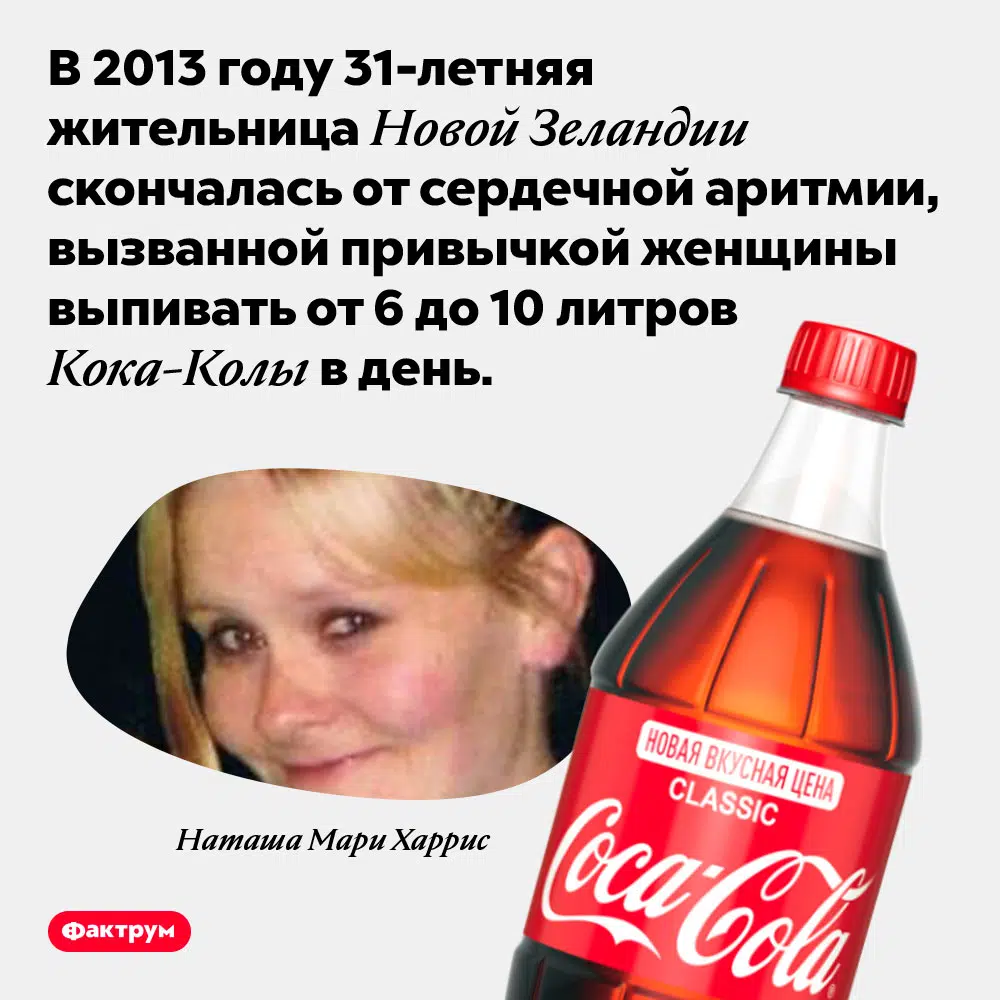 В 2013 году 31-летняя
жительница Новой Зеландии
скончалась от сердечной аритмии,
вызванной привычкой женщины
выпивать от 6 до 10 литров
Кока-Колы в день.
НОВАЯ ВКУСНАЯ ЦЕНА
CLASSIC
Coca-Cola
Наташа Мари Харрис
Фактрум